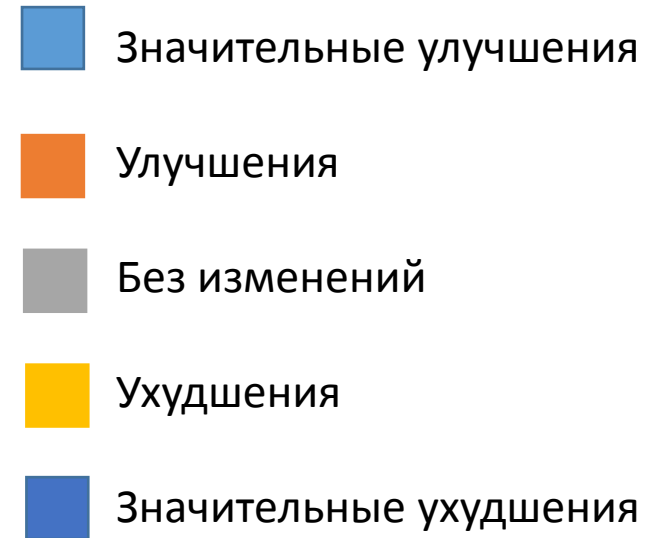 Значительные улучшения
Улучшения
Без изменений
Ухудшения
Значительные ухудшения